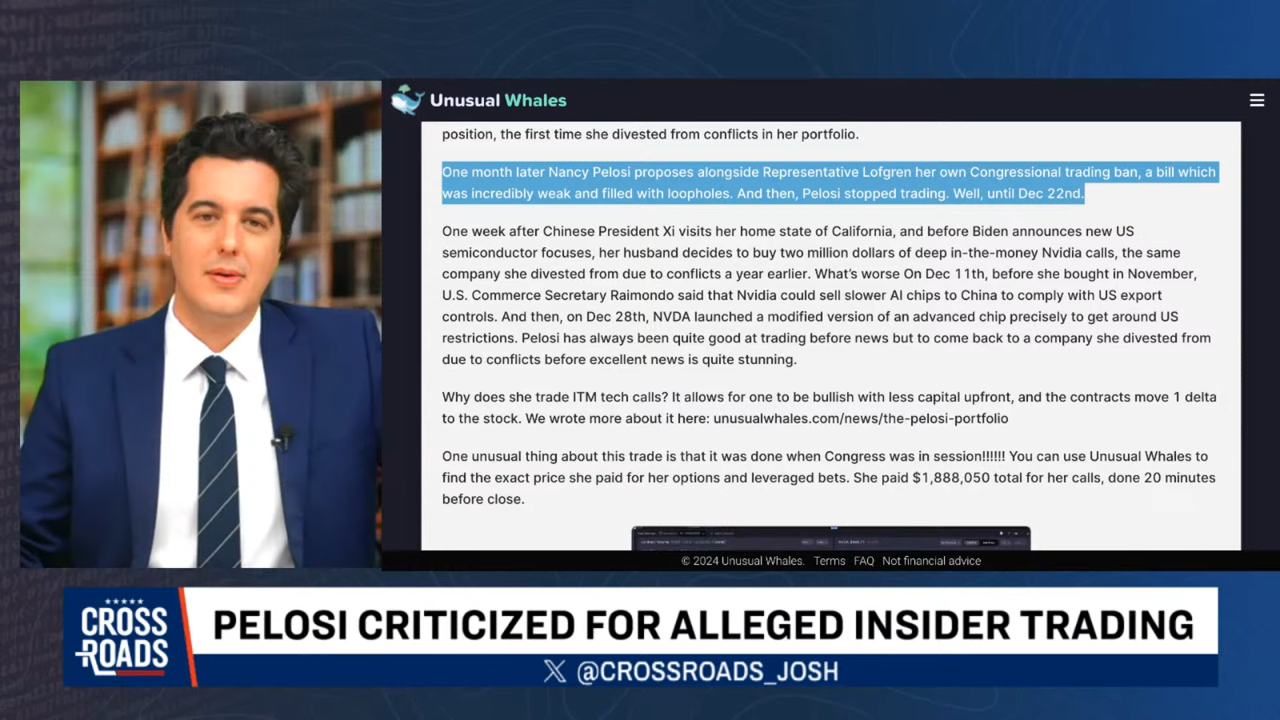 Unusual Whales
position, the first time she divested from conflicts in her portfolio.
One month later Nancy Pelosi proposes alongside Representative Lofgren her own Congressional trading ban, a bill which
was incredibly weak and filled with loopholes. And then, Pelosi stopped trading. Well, until Dec 22nd.
One week after Chinese President Xi visits her home state of California, and before Biden announces new US
semiconductor focuses, her husband decides to buy two million dollars of deep in-the-money Nvidia calls, the same
company she divested from due to conflicts a year earlier. What's worse On Dec 11th, before she bought in November,
U.S. Commerce Secretary Raimondo said that Nvidia could sell slower AI chips to China to comply with US export
controls. And then, on Dec 28th, NVDA launched a modified version of an advanced chip precisely to get around US
restrictions. Pelosi has always been quite good at trading before news but to come back to a company she divested from
due to conflicts before excellent news is quite stunning.
Why does she trade ITM tech calls? It allows for one to be bullish with less capital upfront, and the contracts move 1 delta
to the stock. We wrote more about it here: unusualwhales.com/news/the-pelosi-portfolio
One unusual thing about this trade is that it was done when Congress was in session!!!!!! You can use Unusual Whales to
find the exact price she paid for her options and leveraged bets. She paid $1,888,050 total for her calls, done 20 minutes
before close.
© 2024 Unusual Whales. Terms FAQ Not financial advice
CROSS
ROADS
PELOSI CRITICIZED FOR ALLEGED INSIDER TRADING
X @CROSSROADS_JOSH